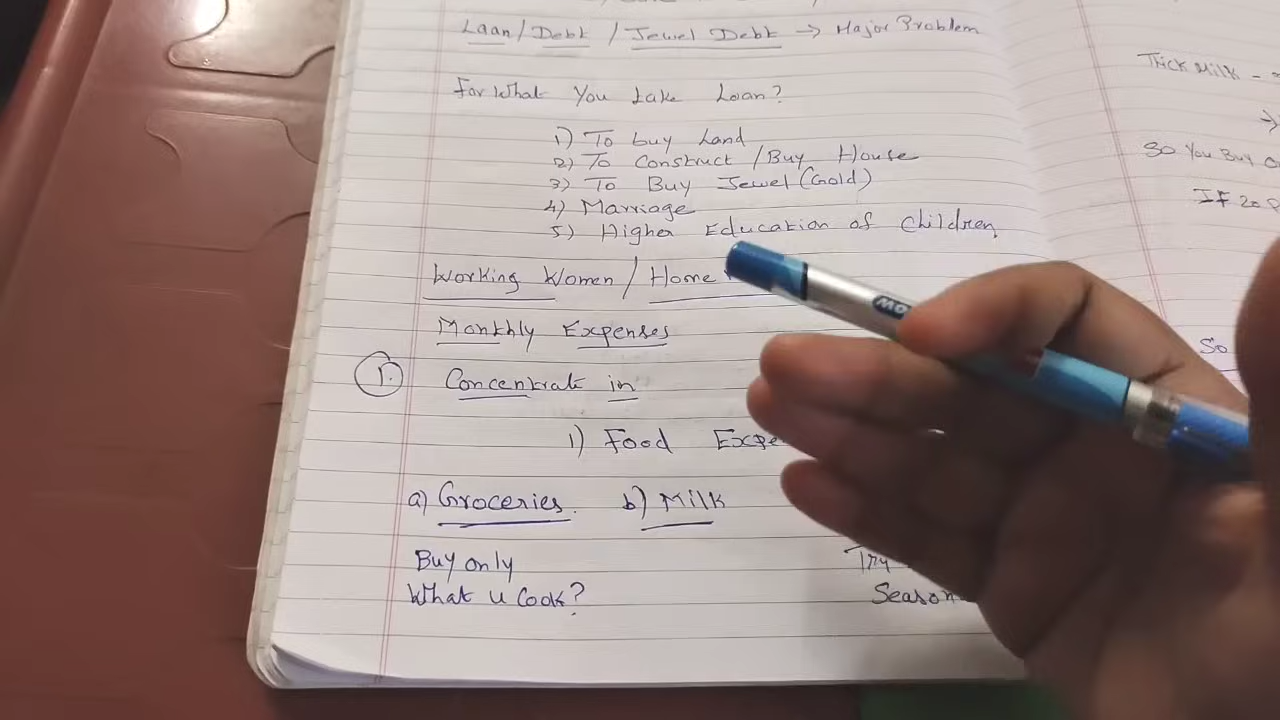 Laan/Debt / Jewel Debt → Major Problem
For What You take Loan?
1) To buy Land
2) To Construct / Buy House
3) To Buy Jewel (Gold)
4) Marriage
5) Higher Education of Children,
Working Women / Home
Monthly Expenses
1. Concentrate in
1) Food
a) Groceries. b) Milk
Buy only
What u Cook?
Try
Thick Milk -
→
So You Buy
If 20
So